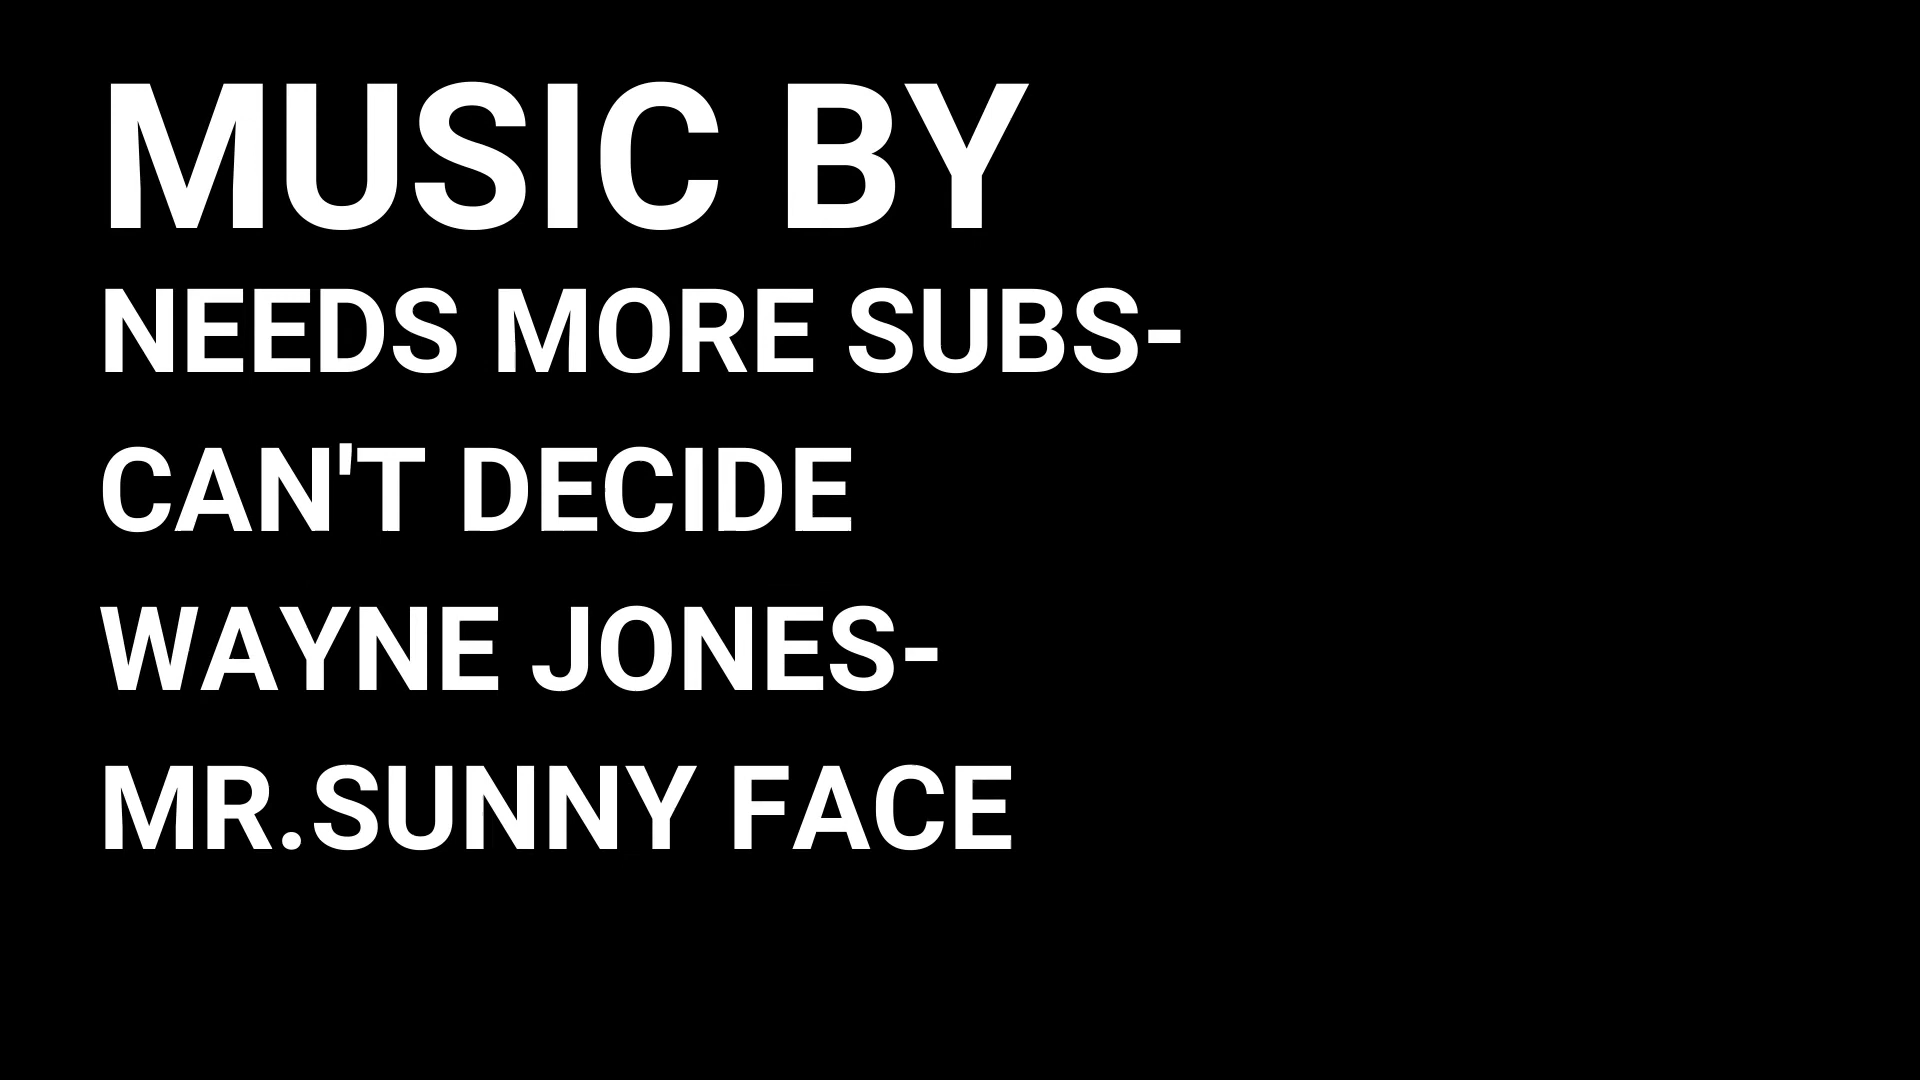 MUSIC BY
NEEDS MORE SUBS-
CAN'T DECIDE
WAYNE JONES-
MR.SUNNY FACE